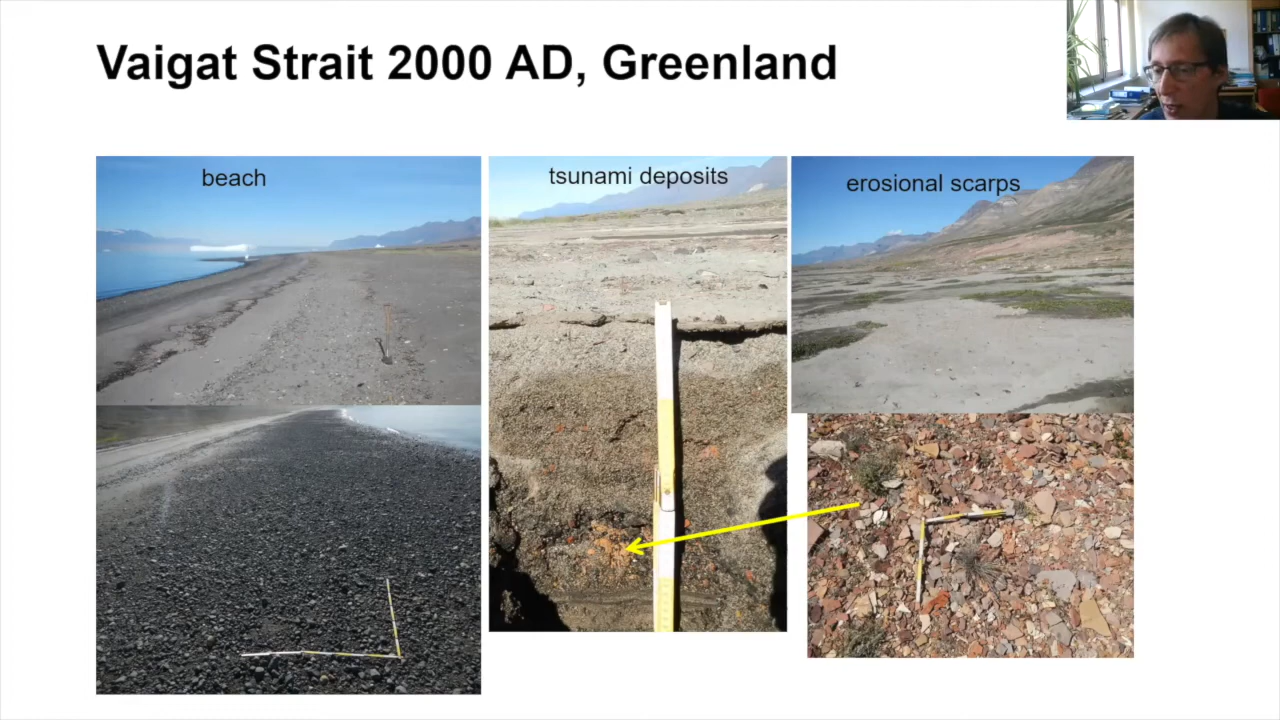 Vaigat Strait 2000 AD, Greenland
beach
tsunami deposits
erosional scarps